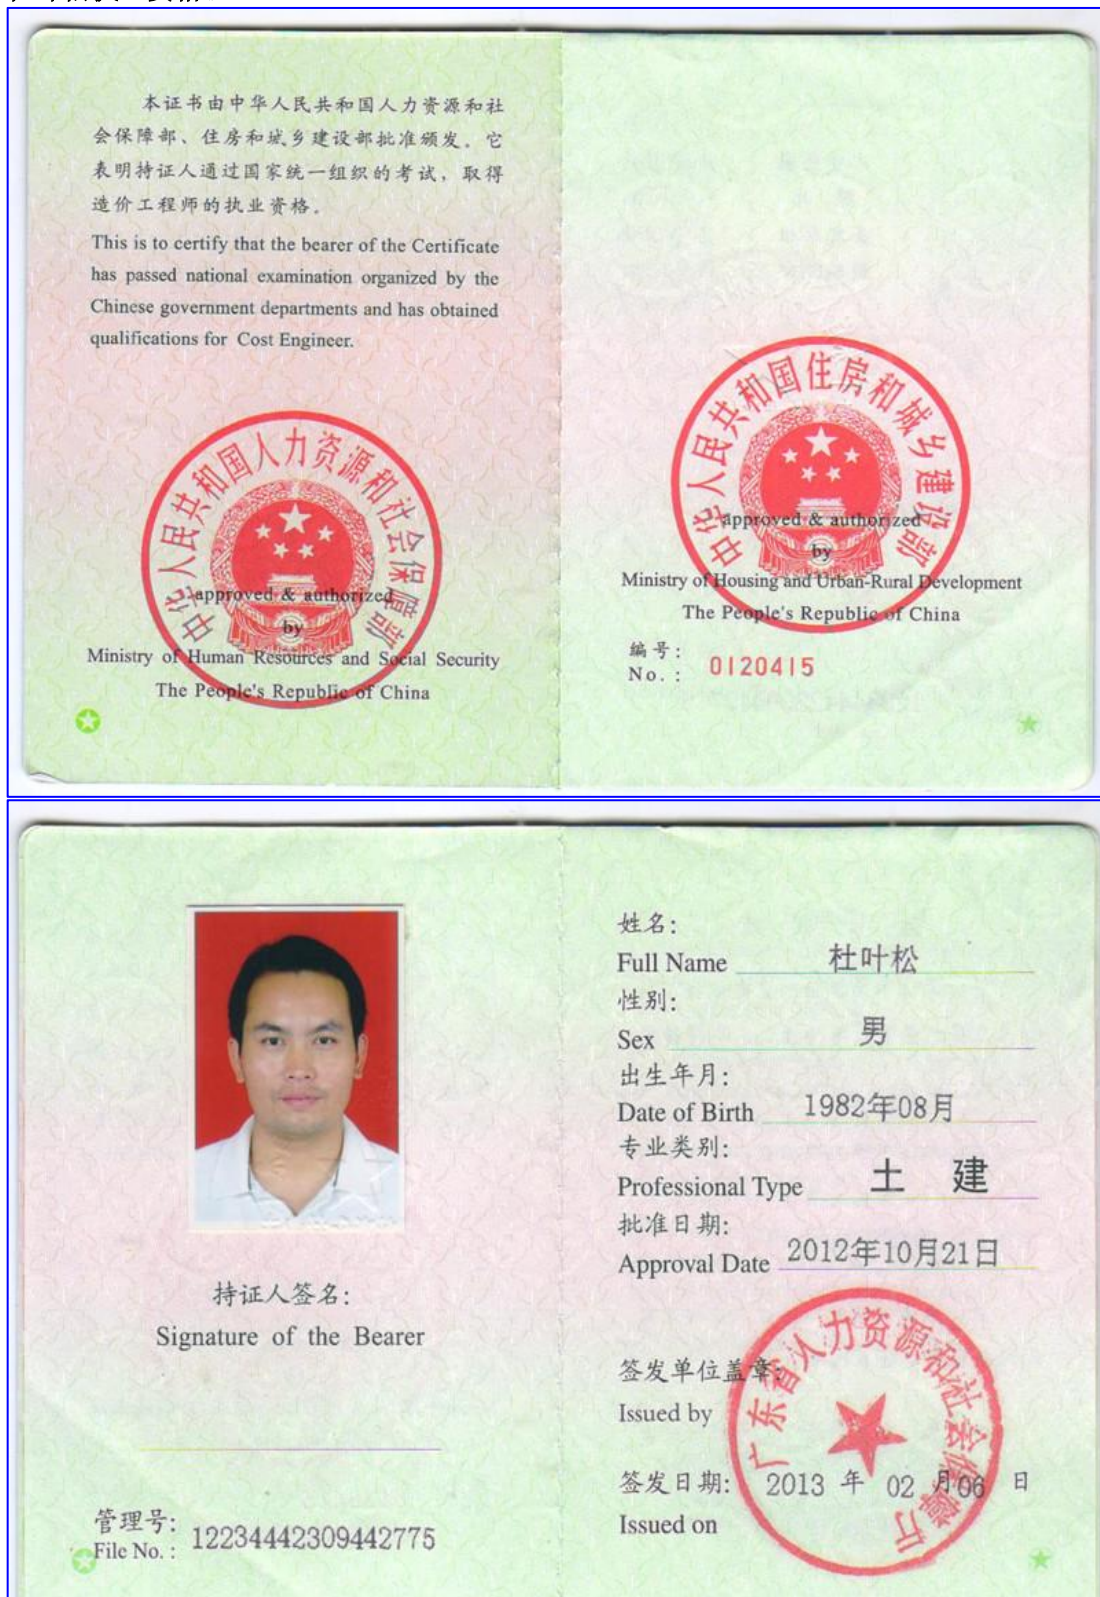 本证书由中华人民共和国人力资源和社
会保障部、住房和城乡建设部批准颁发。它
表明持证人通过国家统一组织的考试，取得
造价工程师的执业资格。
This is to certify that the bearer of the Certificate
has passed national examination organized by the
Chinese government departments and has obtained
qualifications for Cost Engineer.
中华人民共和国人力资源和社会保障部
approved & authorized
by
Ministry of Human Resources and Social Security
The People's Republic of China
中华人民共和国住房和城乡建设部
approved & authorized
by
Ministry of Housing and Urban-Rural Development
The People's Republic of China
编号:
No.: 0120415
持证人签名:
Signature of the Bearer
管理号:
File No.: 12234442309442775
姓名:
Full Name 杜叶松
性别:
Sex 男
出生年月:
Date of Birth 1982年08月
专业类别:
Professional Type 土 建
批准日期:
Approval Date 2012年10月21日
签发单位盖章:
Issued by
广东省人力资源和社会保障厅
签发日期: 2013 年 02 月06 日
Issued on